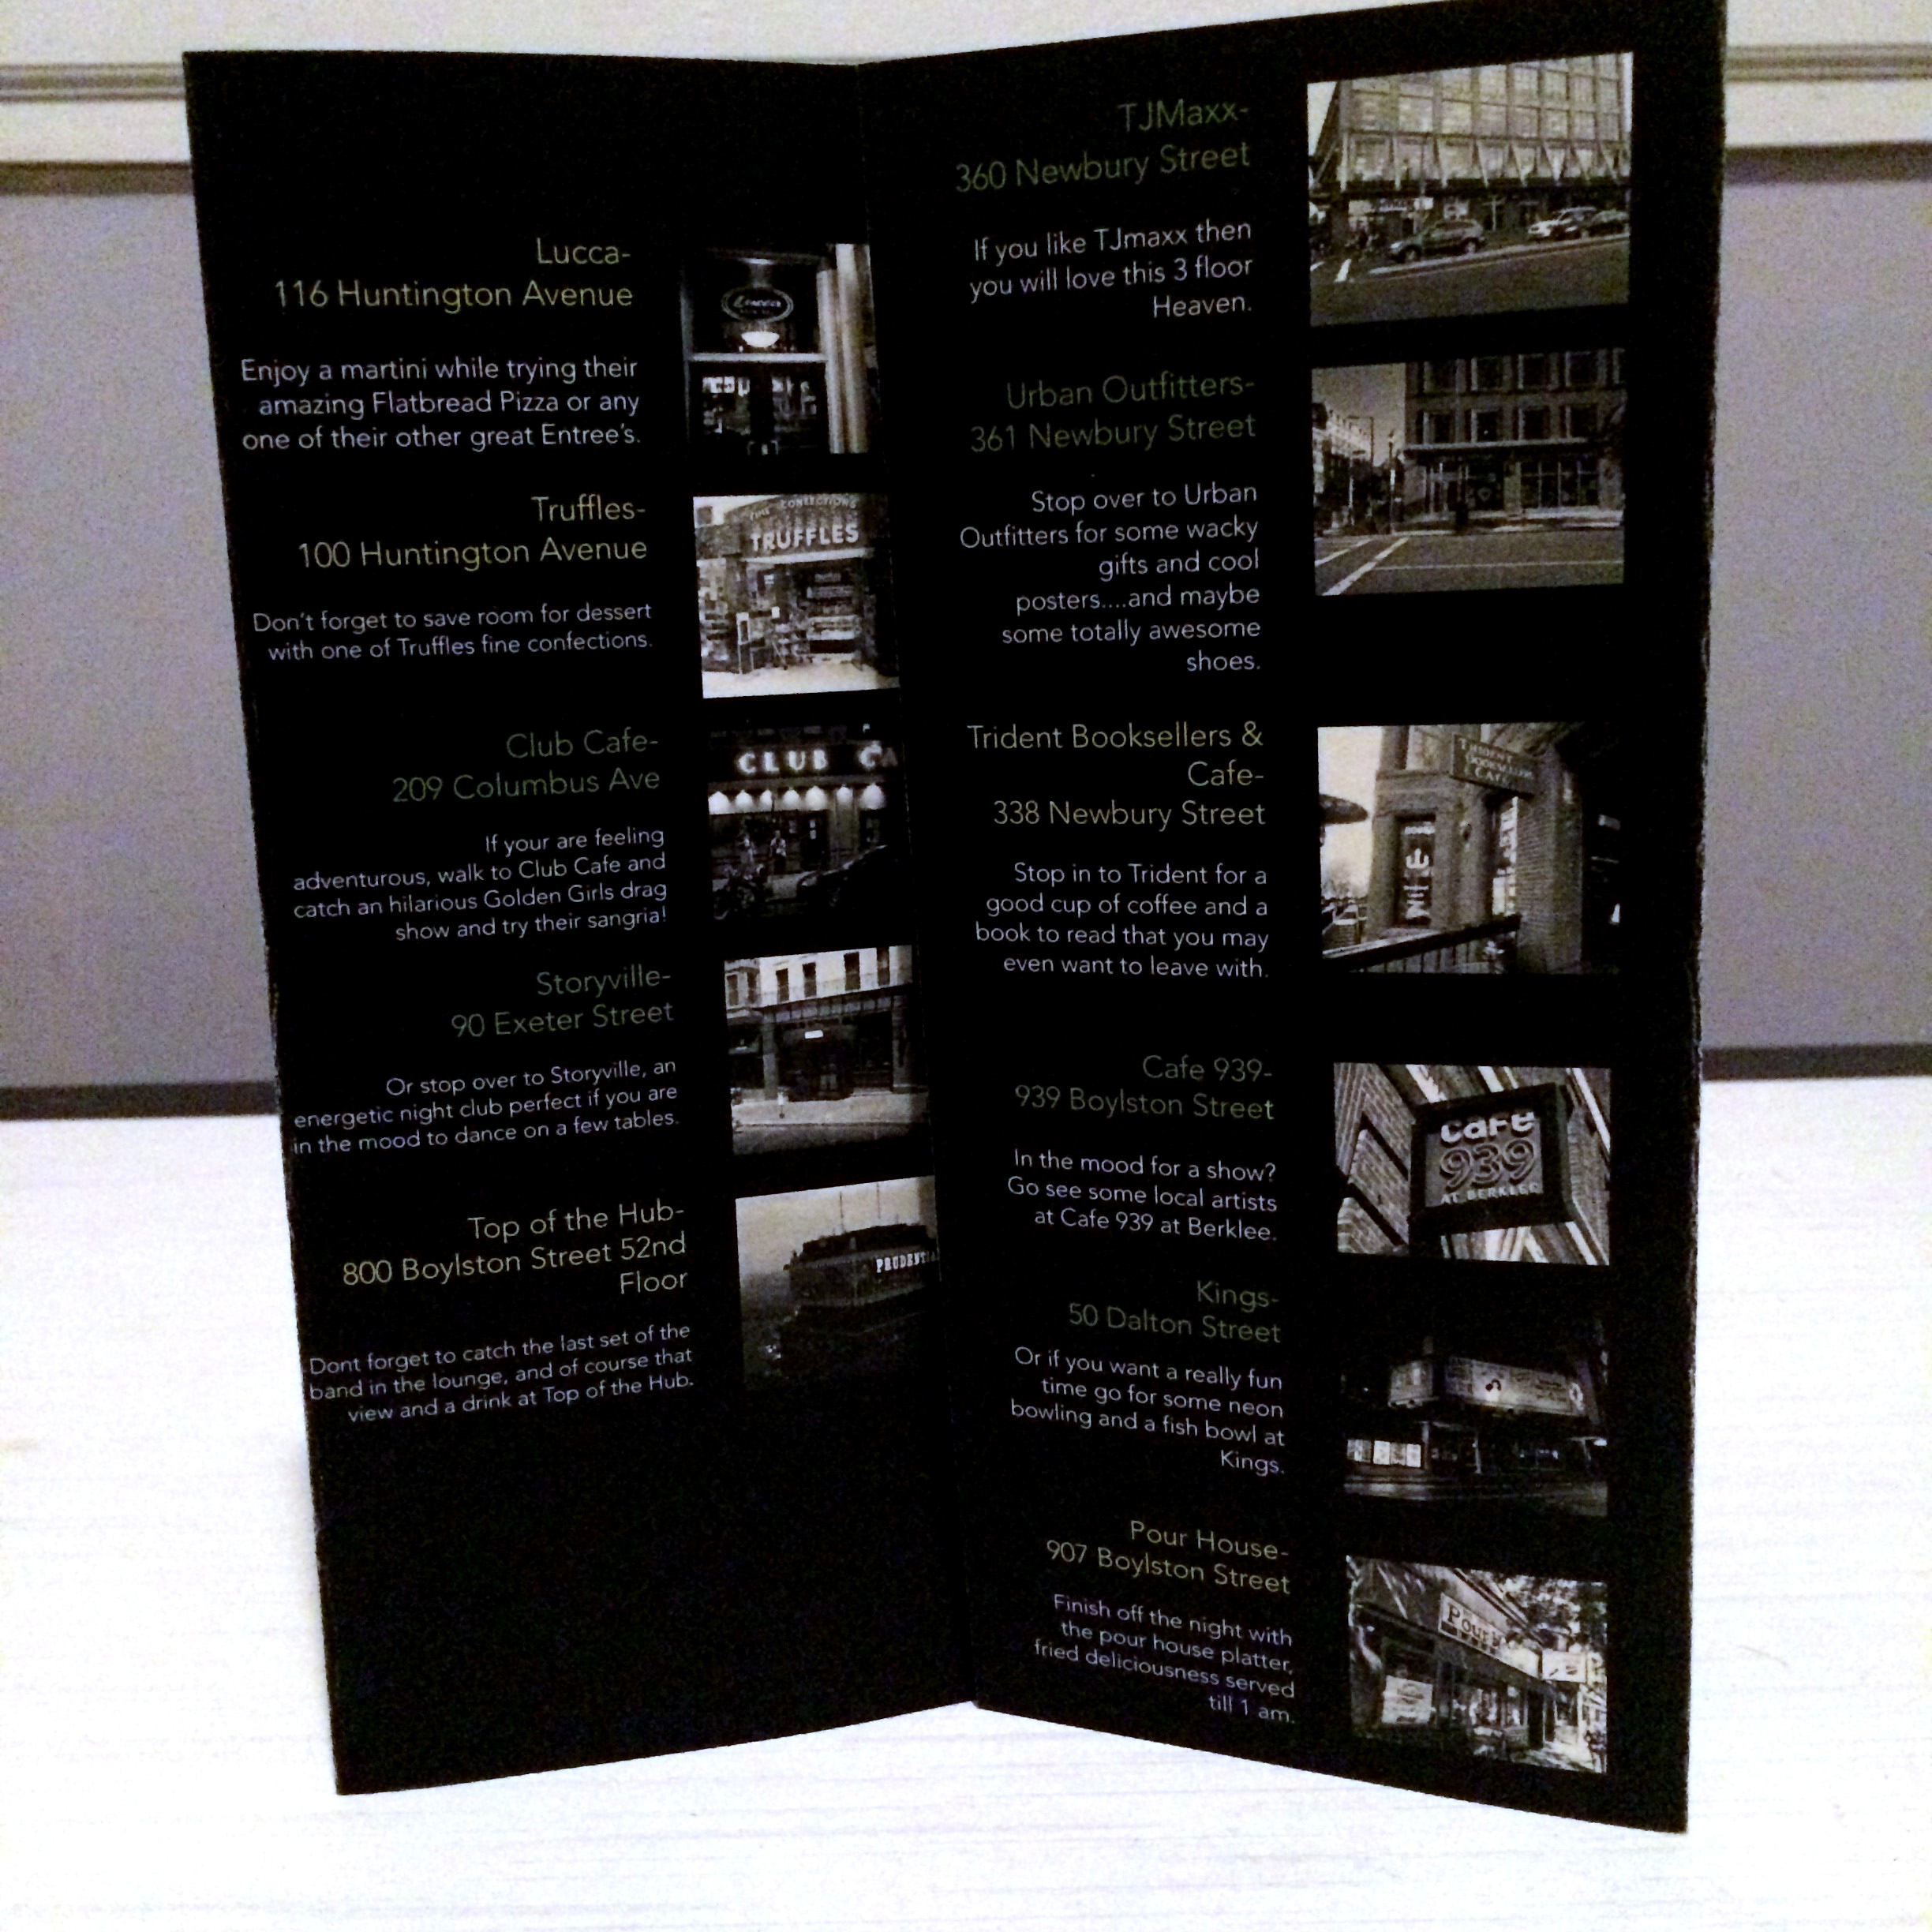 Lucca-
116 Huntington Avenue
Enjoy a martini while trying their
amazing Flatbread Pizza or any
one of their other great Entree's.
Truffles-
100 Huntington Avenue
Don't forget to save room for dessert
with one of Truffles fine confections.
Club Cafe-
209 Columbus Ave
If your are feeling
adventurous, walk to Club Cafe and
catch an hilarious Golden Girls drag
show and try their sangria!
Storyville-
90 Exeter Street
Or stop over to Storyville, an
energetic night club perfect if you are
in the mood to dance on a few tables.
Top of the Hub-
800 Boylston Street 52nd
Floor
Dont forget to catch the last set of the
band in the lounge, and of course that
view and a drink at Top of the Hub.
Lucca
CONFECTIONS
TRUFFLES
CLUB CA
PRUDENTIA
TJMaxx-
360 Newbury Street
If you like TJmaxx then
you will love this 3 floor
Heaven.
Urban Outfitters-
361 Newbury Street
Stop over to Urban
Outfitters for some wacky
gifts and cool
posters....and maybe
some totally awesome
shoes.
Trident Booksellers &
Cafe-
338 Newbury Street
Stop in to Trident for a
good cup of coffee and a
book to read that you may
even want to leave with.
Cafe 939-
939 Boylston Street
In the mood for a show?
Go see some local artists
at Cafe 939 at Berklee.
Kings-
50 Dalton Street
Or if you want a really fun
time go for some neon
bowling and a fish bowl at
Kings.
Pour House-
907 Boylston Street
Finish off the night with
the pour house platter,
fried deliciousness served
till 1 am.
TRIDENT
BOOKSELLERS
CAFE
cafe
939
AT BERKLEE
Pour